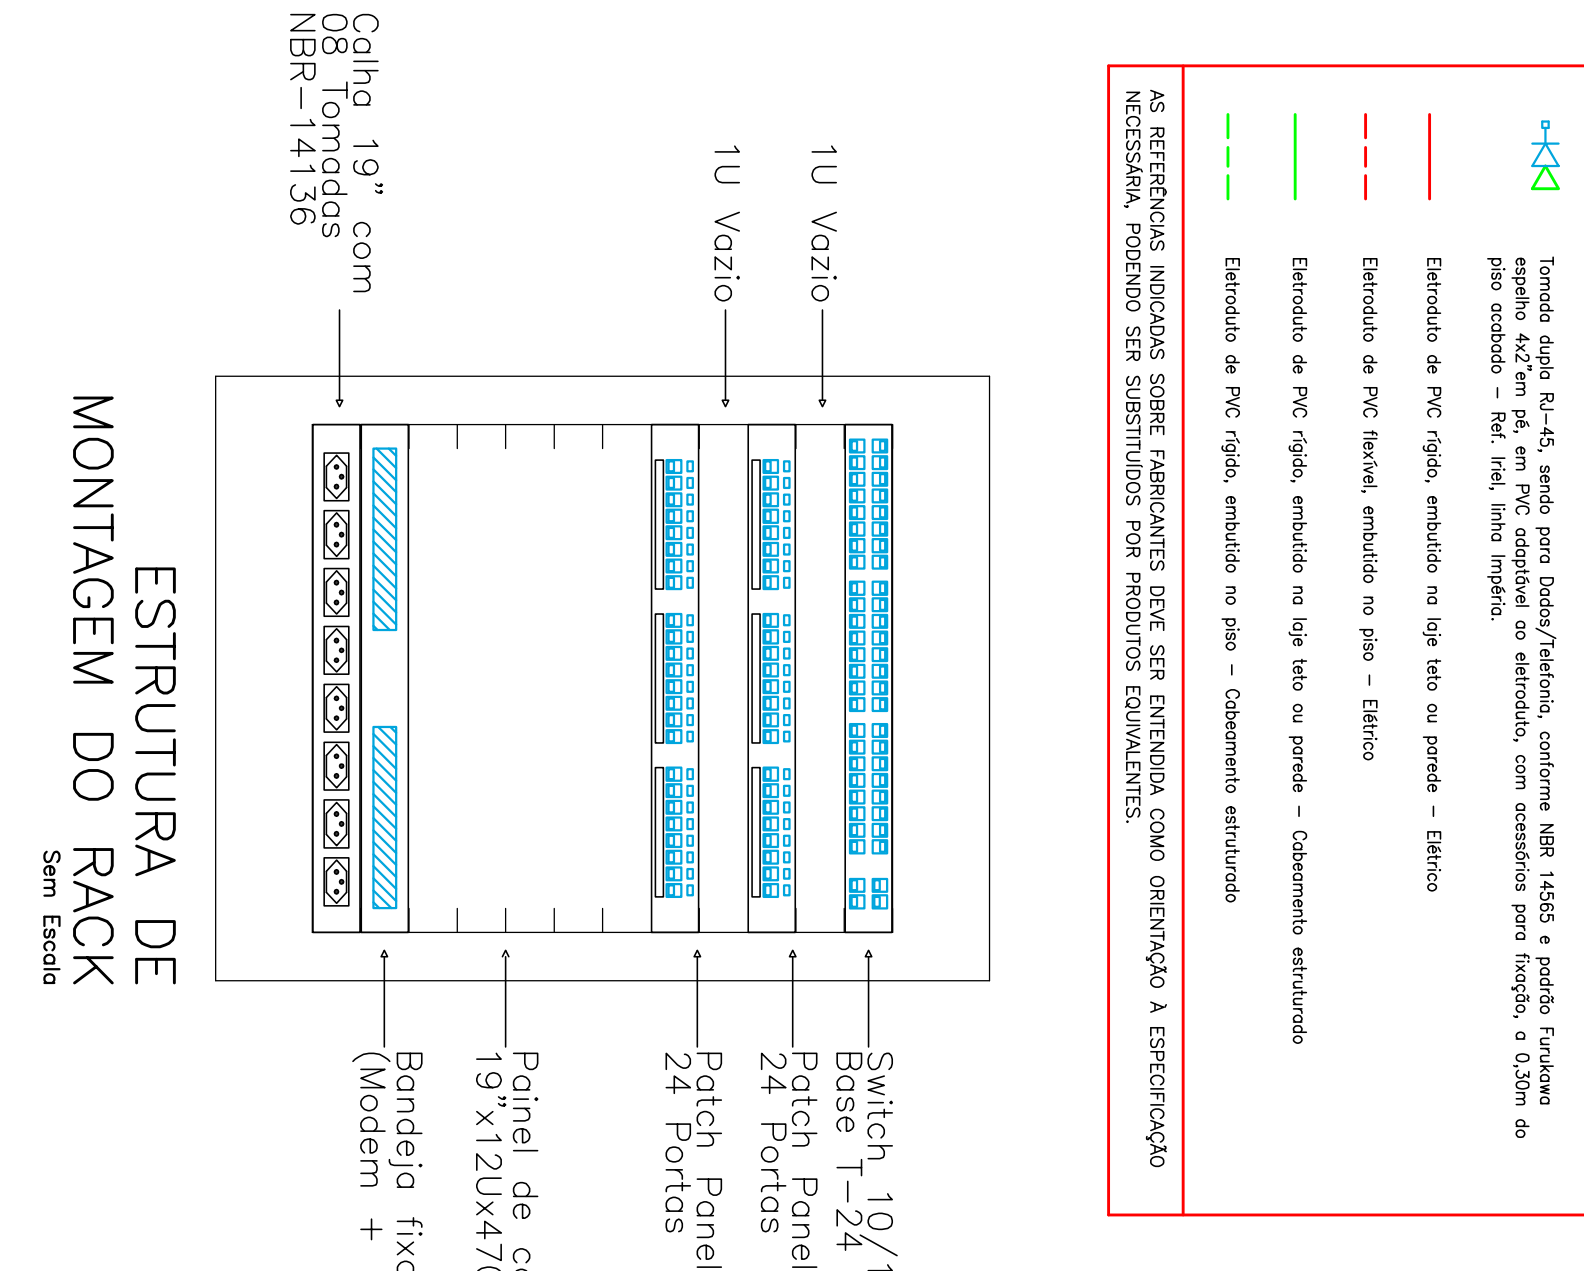 Tomada dupla RJ-45, sendo para Dados/Telefonia, conforme NBR 14565 e padrão Furukawa
espelho 4x2"em pé, em PVC adaptável ao eletroduto, com acessórios para fixação, a 0,30m do
piso acabado - Ref. Iriel, linha Impéria.
Eletroduto de PVC rígido, embutido na laje teto ou parede - Elétrico
Eletroduto de PVC flexível, embutido no piso - Elétrico
Eletroduto de PVC rígido, embutido na laje teto ou parede - Cabeamento estruturado
Eletroduto de PVC rígido, embutido no piso - Cabeamento estruturado
AS REFERÊNCIAS INDICADAS SOBRE FABRICANTES DEVE SER ENTENDIDA COMO ORIENTAÇÃO À ESPECIFICAÇÃO
NECESSÁRIA, PODENDO SER SUBSTITUÍDOS POR PRODUTOS EQUIVALENTES.
1U Vazio
1U Vazio
Calha 19" com
08 Tomadas
NBR-14136
Switch 10/1
Base T-24
Patch Panel
24 Portas
Patch Panel
24 Portas
Painel de
19"x12Ux47
Bandeja
(Modem +
ESTRUTURA DE
MONTAGEM DO RACK
Sem Escala